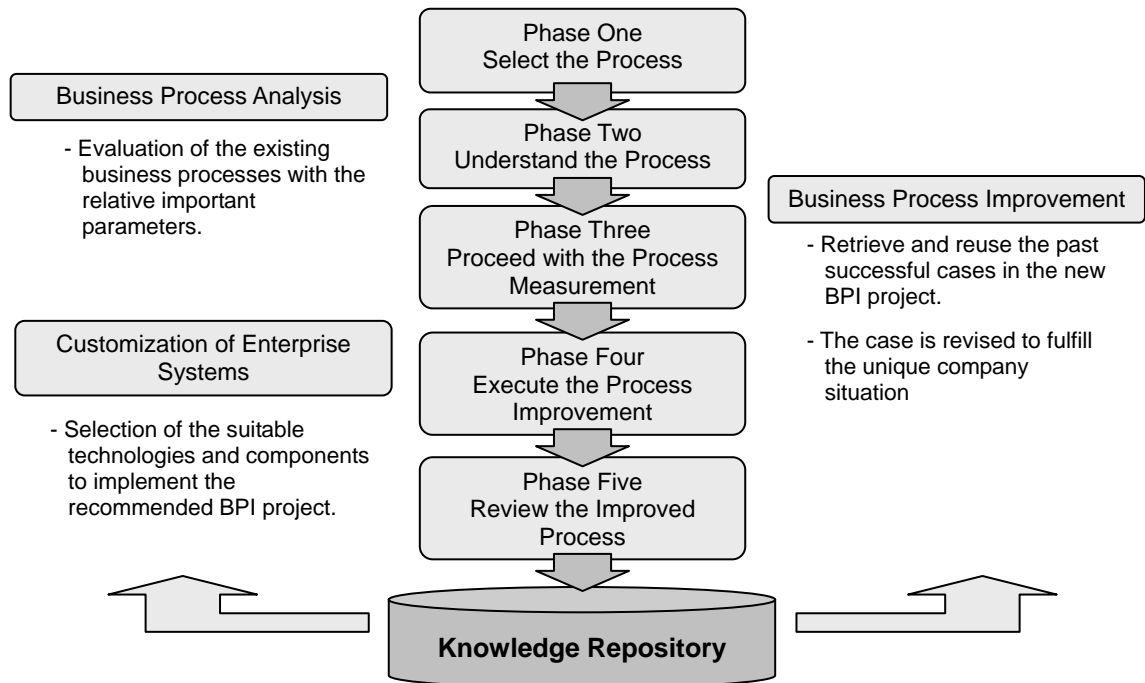 Phase One
Select the Process
Business Process Analysis
- Evaluation of the existing
business processes with the
relative important
parameters.
Phase Two
Understand the Process
Phase Three
Proceed with the Process
Measurement
Business Process Improvement
- Retrieve and reuse the past
successful cases in the new
BPI project.
- The case is revised to fulfill
the unique company
situation
Customization of Enterprise
Systems
- Selection of the suitable
technologies and components
to implement the
recommended BPI project.
Phase Four
Execute the Process
Improvement
Phase Five
Review the Improved
Process
Knowledge Repository